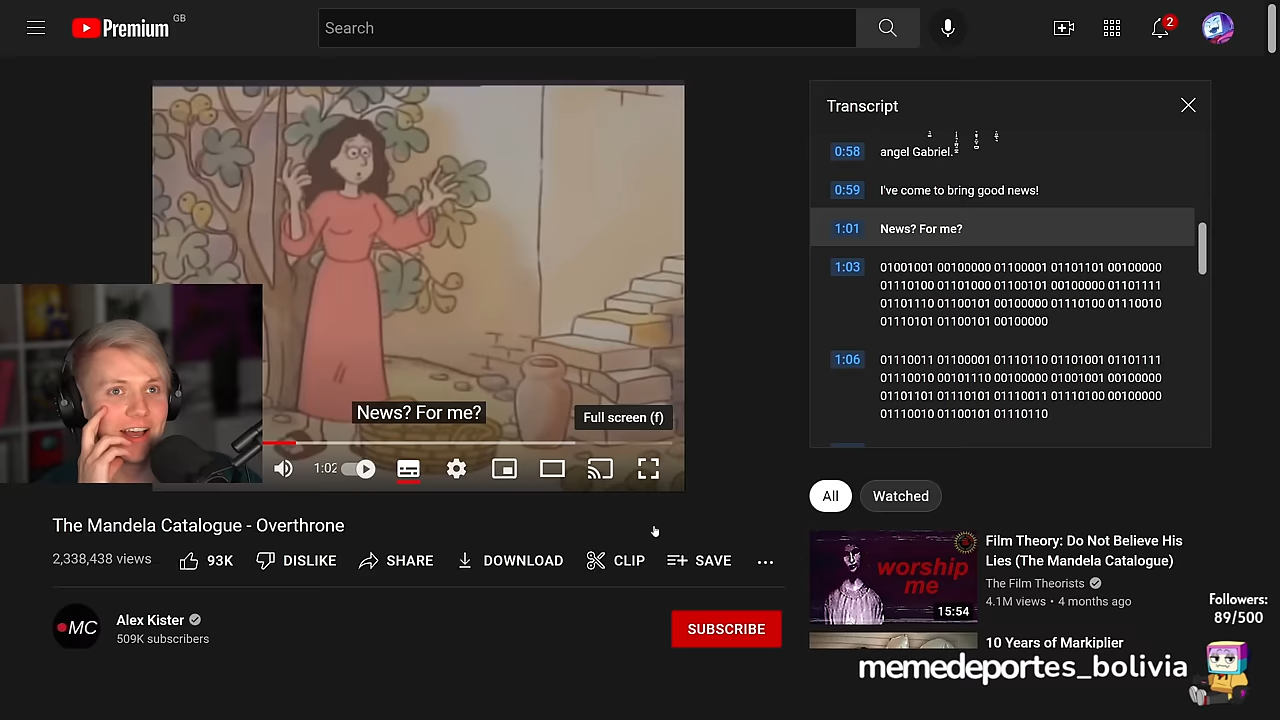 Premium GB
Search
2
Transcript
0:58 angel Gabriel.
0:59 I've come to bring good news!
1:01 News? For me?
1:03 01001001 00100000 01100001 01101101 00100000
01110100 01101000 01100101 00100000 01101111
01101110 01100101 00100000 01110100 01110010
01110101 01100101 00100000
1:06 01110011 01100001 01110110 01101001 01101111
01110010 00101110 00100000 01001001 00100000
01101101 01110101 01110011 01110100 00100000
01110010 01100101 01110110
News? For me?
Full screen (f)
1:02
The Mandela Catalogue - Overthrone
2,338,438 views
93K
DISLIKE
SHARE
DOWNLOAD
CLIP
SAVE
MC
Alex Kister
509K subscribers
SUBSCRIBE
All
Watched
worship
me
15:54
Film Theory: Do Not Believe His
Lies (The Mandela Catalogue)
The Film Theorists
4.1M views • 4 months ago
10 Years of Markiplier
Followers:
89/500
memedeportes_bolivia